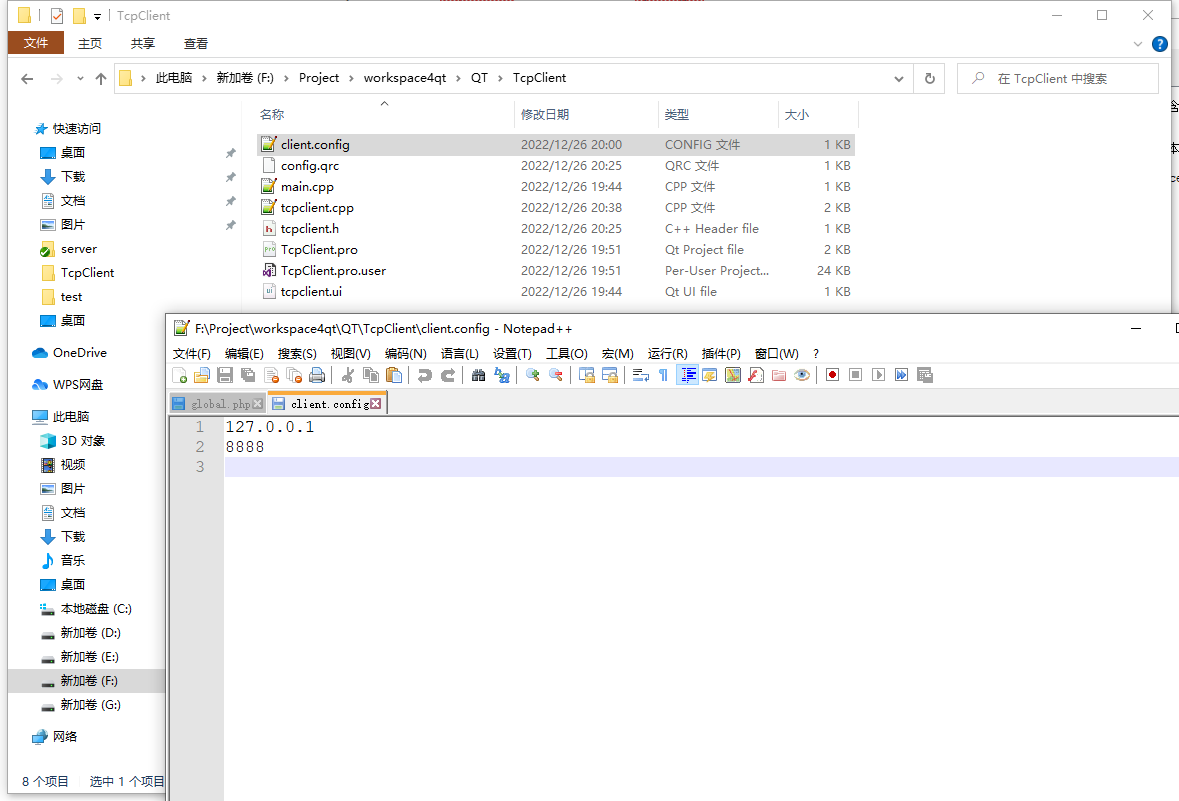 TcpClient
文件 主页 共享 查看
此电脑 新加卷 (F:) Project workspace4qt QT TcpClient
在 TcpClient 中搜索
名称 修改日期 类型 大小
快速访问
桌面
下载
文档
图片
server
TcpClient
test
桌面
OneDrive
WPS网盘
此电脑
3D 对象
视频
图片
文档
下载
音乐
桌面
本地磁盘 (C:)
新加卷 (D:)
新加卷 (E:)
新加卷 (F:)
新加卷 (G:)
网络
client.config 2022/12/26 20:00 CONFIG 文件 1 KB
config.qrc 2022/12/26 20:25 QRC 文件 1 KB
main.cpp 2022/12/26 19:44 CPP 文件 1 KB
tcpclient.cpp 2022/12/26 20:38 CPP 文件 2 KB
tcpclient.h 2022/12/26 20:25 C++ Header file 1 KB
TcpClient.pro 2022/12/26 19:51 Qt Project file 2 KB
TcpClient.pro.user 2022/12/26 19:51 Per-User Project... 24 KB
tcpclient.ui 2022/12/26 19:44 Qt UI file 1 KB
8 个项目 选中 1 个项目
F:\Project\workspace4qt\QT\TcpClient\client.config - Notepad++
文件(F) 编辑(E) 搜索(S) 视图(V) 编码(N) 语言(L) 设置(T) 工具(O) 宏(M) 运行(R) 插件(P) 窗口(W) ?
global.php client.config
1 127.0.0.1
2 8888
3